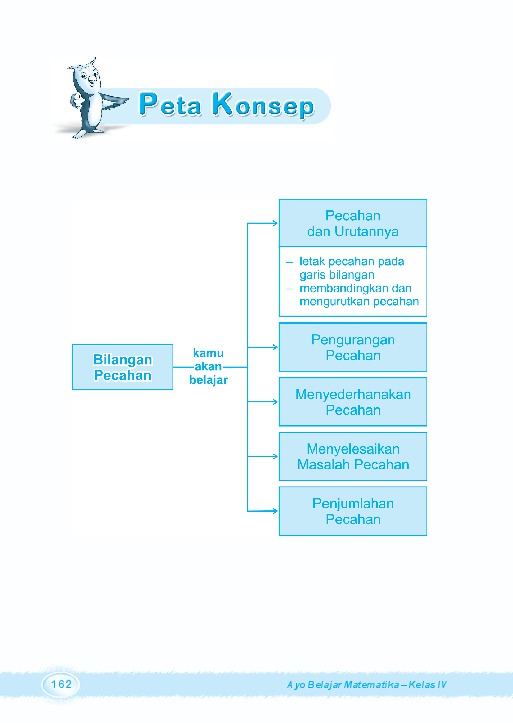 Peta Konsep
Pecahan
dan Urutannya
– letak pecahan pada
garis bilangan
– membandingkan dan
mengurutkan pecahan
Bilangan
Pecahan
kamu
akan
belajar
Pengurangan
Pecahan
Menyederhanakan
Pecahan
Menyelesaikan
Masalah Pecahan
Penjumlahan
Pecahan
162
Ayo Belajar Matematika – Kelas IV